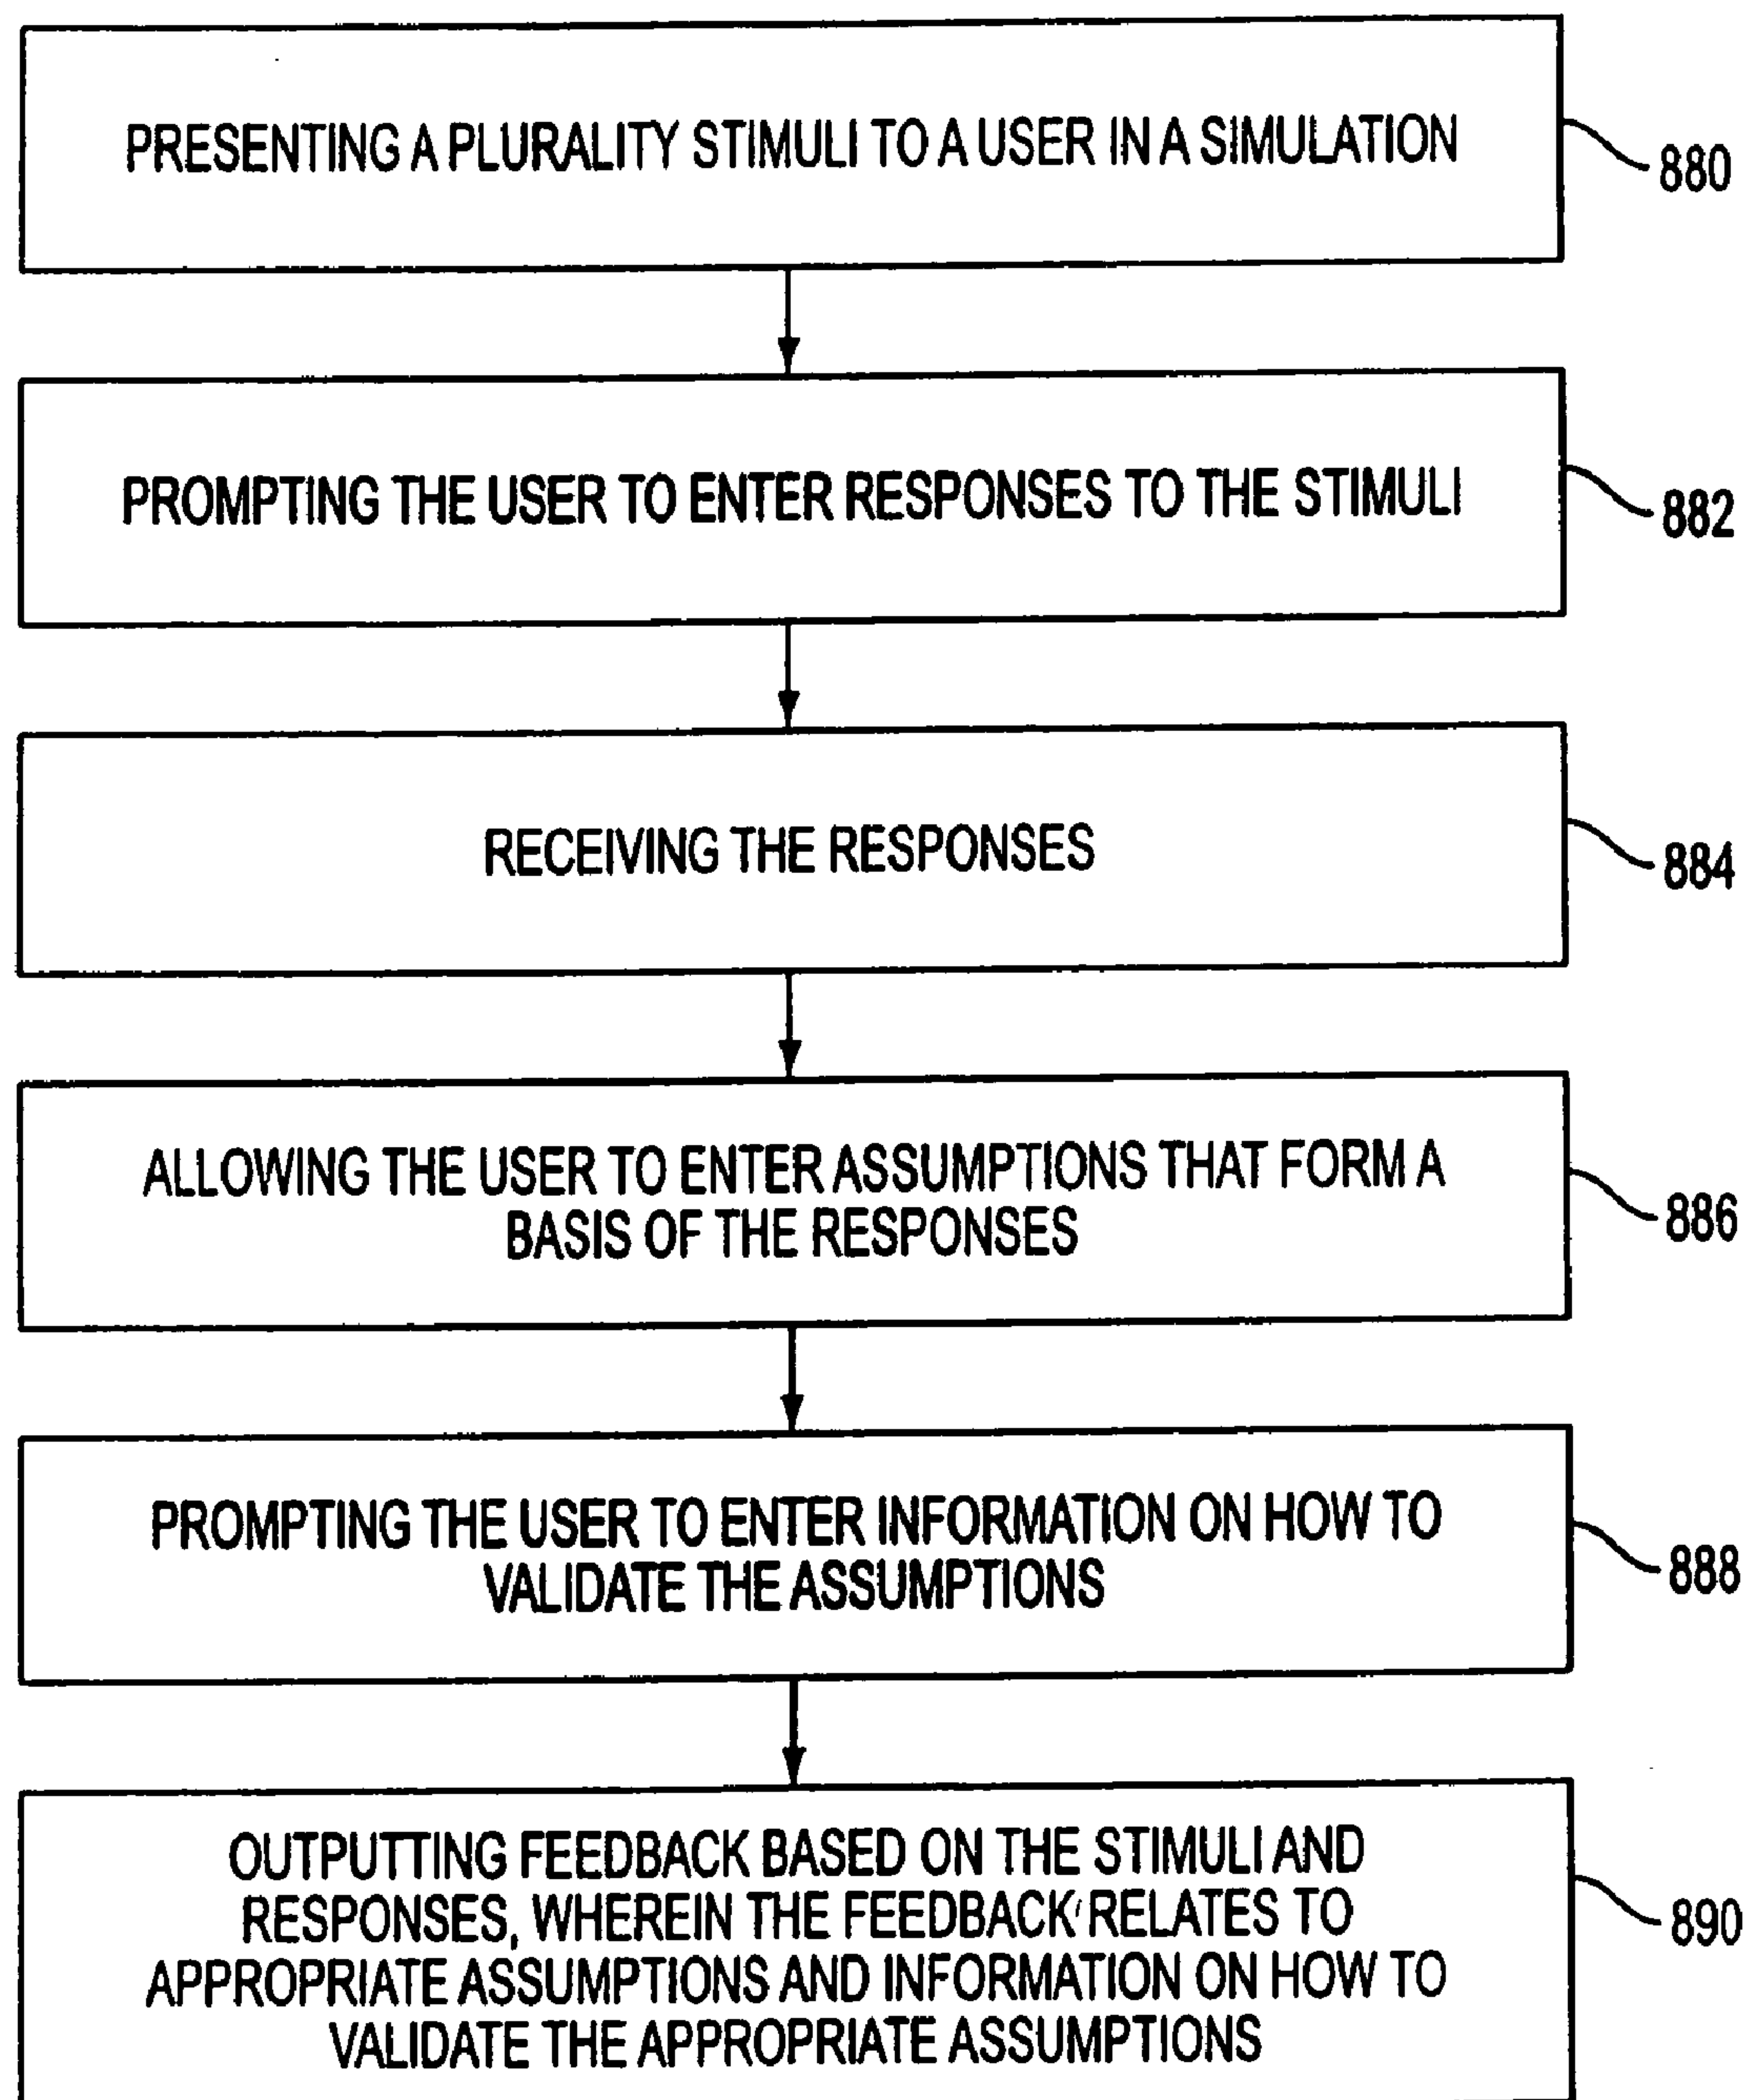 PRESENTING A PLURALITY STIMULI TO A USER IN A SIMULATION
880
PROMPTING THE USER TO ENTER RESPONSES TO THE STIMULI
882
RECEIVING THE RESPONSES
884
ALLOWING THE USER TO ENTER ASSUMPTIONS THAT FORM A
BASIS OF THE RESPONSES
886
PROMPTING THE USER TO ENTER INFORMATION ON HOW TO
VALIDATE THE ASSUMPTIONS
888
OUTPUTTING FEEDBACK BASED ON THE STIMULI AND
RESPONSES, WHEREIN THE FEEDBACK RELATES TO
APPROPRIATE ASSUMPTIONS AND INFORMATION ON HOW TO
VALIDATE THE APPROPRIATE ASSUMPTIONS
890